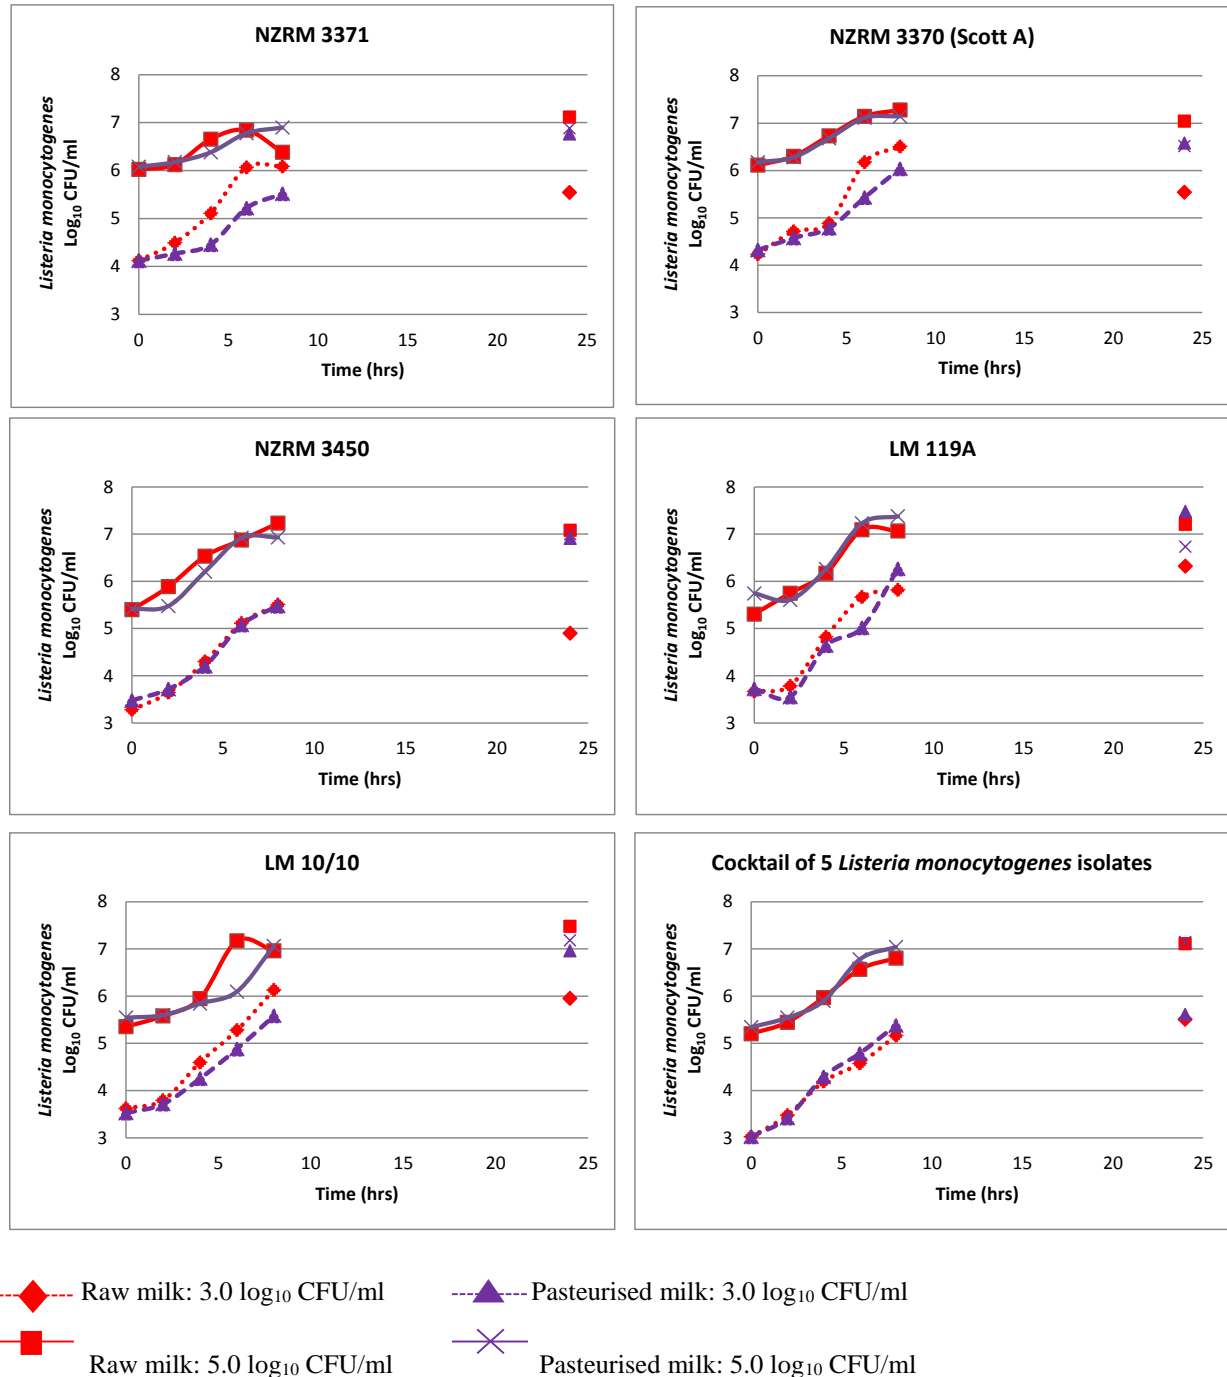 NZRM 3371
8
7
6
5
4
3
0 5 10 15 20 25
Time (hrs)
Listeria monocytogenes
Log₁₀ CFU/ml
NZRM 3370 (Scott A)
8
7
6
5
4
3
0 5 10 15 20 25
Time (hrs)
Listeria monocytogenes
Log₁₀ CFU/ml
NZRM 3450
8
7
6
5
4
3
0 5 10 15 20 25
Time (hrs)
Listeria monocytogenes
Log₁₀ CFU/ml
LM 119A
8
7
6
5
4
3
0 5 10 15 20 25
Time (hrs)
Listeria monocytogenes
Log₁₀ CFU/ml
LM 10/10
8
7
6
5
4
3
0 5 10 15 20 25
Time (hrs)
Listeria monocytogenes
Log₁₀ CFU/ml
Cocktail of 5 Listeria monocytogenes isolates
8
7
6
5
4
3
0 5 10 15 20 25
Time (hrs)
Listeria monocytogenes
Log₁₀ CFU/ml
Raw milk: 3.0 log₁₀ CFU/ml
Pasteurised milk: 3.0 log₁₀ CFU/ml
Raw milk: 5.0 log₁₀ CFU/ml
Pasteurised milk: 5.0 log₁₀ CFU/ml